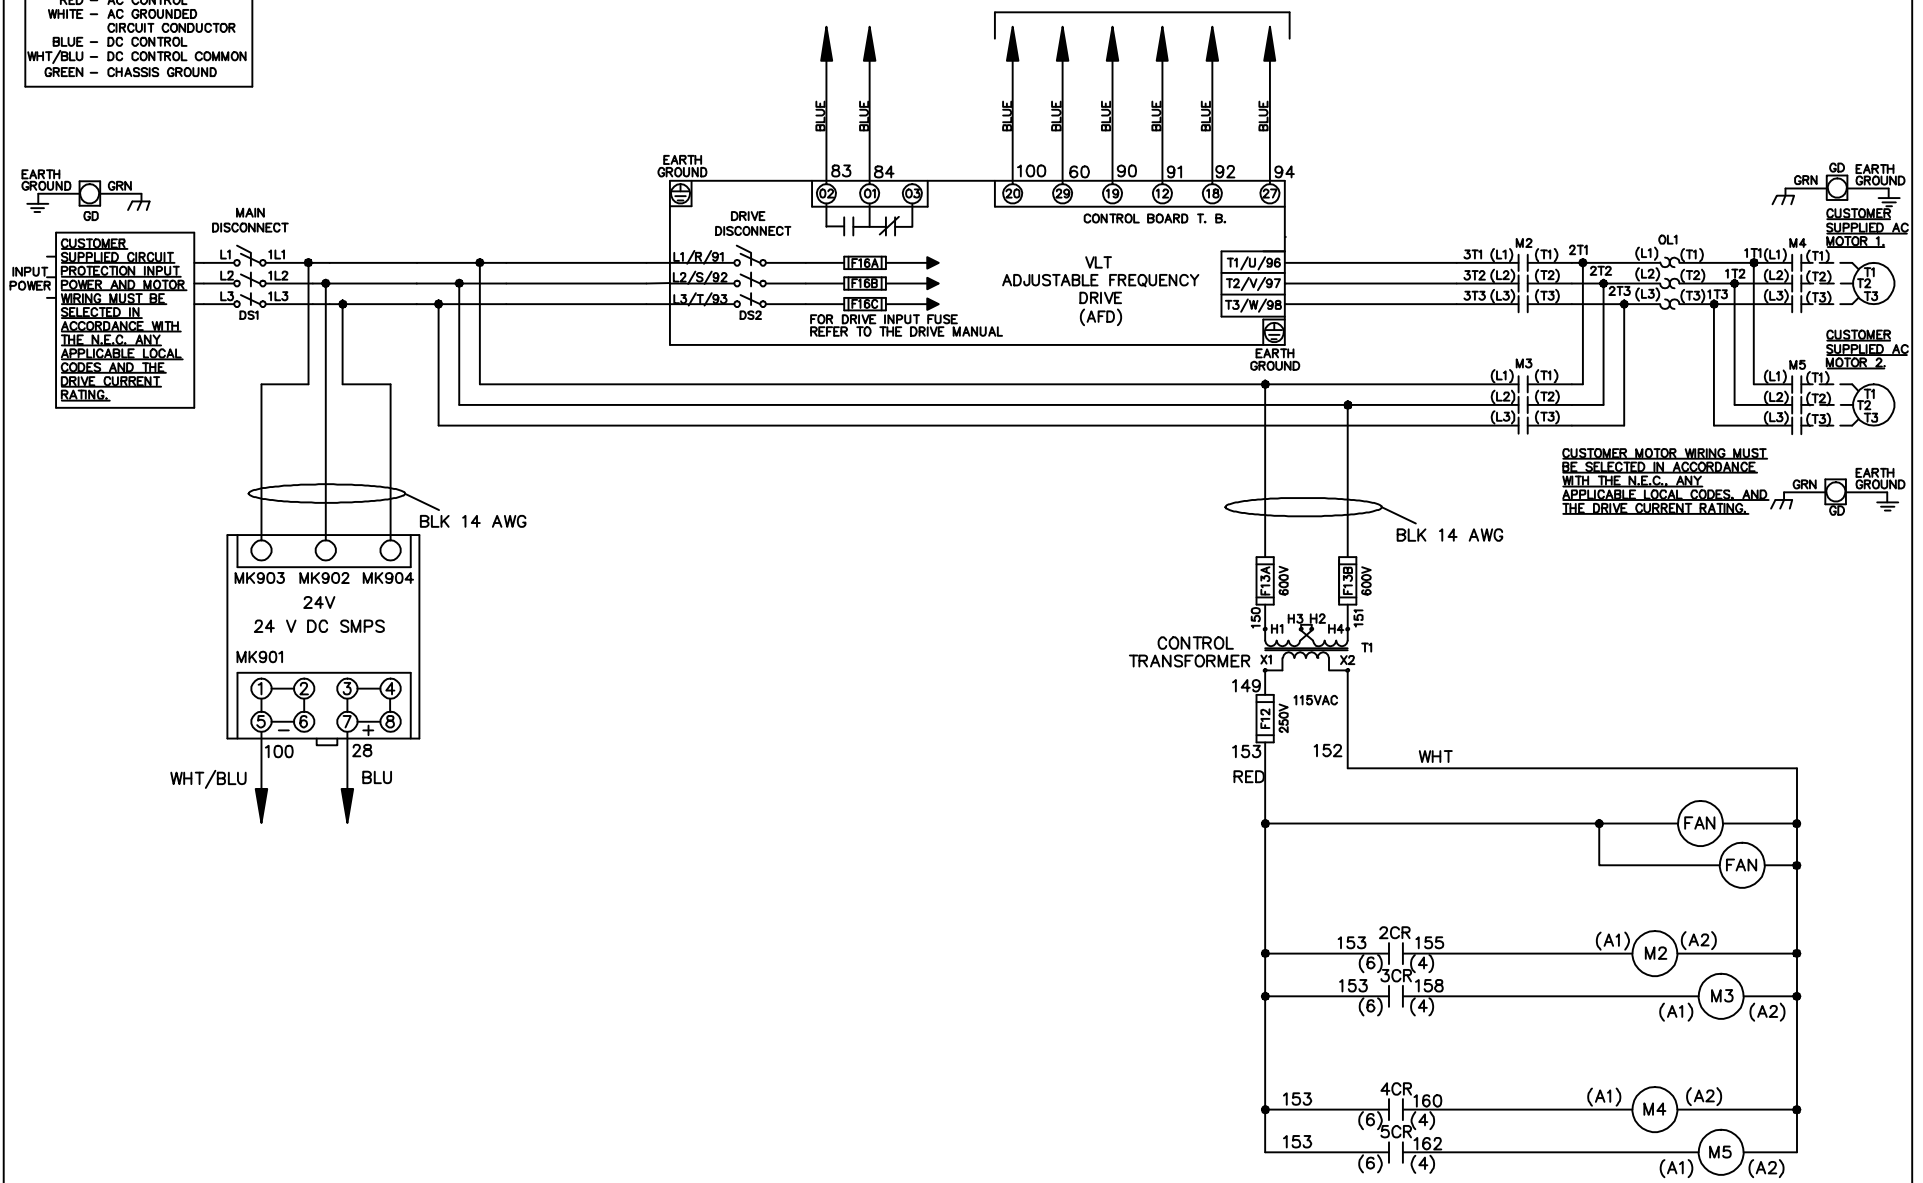 RED - AC CONTROL
WHITE - AC GROUNDED
CIRCUIT CONDUCTOR
BLUE - DC CONTROL
WHT/BLU - DC CONTROL COMMON
GREEN - CHASSIS GROUND
BLUE BLUE BLUE BLUE BLUE BLUE BLUE BLUE
EARTH
GROUND
GRN
GD
MAIN
DISCONNECT
L1 1L1
L2 1L2
L3 1L3
DS1
INPUT
POWER
CUSTOMER
SUPPLIED CIRCUIT
PROTECTION INPUT
POWER AND MOTOR
WIRING MUST BE
SELECTED IN
ACCORDANCE WITH
THE N.E.C. ANY
APPLICABLE LOCAL
CODES AND THE
DRIVE CURRENT
RATING.
EARTH
GROUND
83 84
02 01 03
100 60 90 91 92 94
20 29 19 12 18 27
CONTROL BOARD T. B.
DRIVE
DISCONNECT
L1/R/91
L2/S/92
L3/T/93
DS2
F16A
F16B
F16C
FOR DRIVE INPUT FUSE
REFER TO THE DRIVE MANUAL
VLT
ADJUSTABLE FREQUENCY
DRIVE
(AFD)
T1/U/96
T2/V/97
T3/W/98
EARTH
GROUND
M2
3T1 (L1) (T1) 2T1
3T2 (L2) (T2) 2T2
3T3 (L3) (T3) 2T3
OL1
(L1) (T1) 1T1
(L2) (T2) 1T2
(L3) (T3) 1T3
M4
(L1) (T1)
(L2) (T2)
(L3) (T3)
T1
T2
T3
GRN
GD
EARTH
GROUND
CUSTOMER
SUPPLIED AC
MOTOR 1.
M3
(L1) (T1)
(L2) (T2)
(L3) (T3)
CUSTOMER
SUPPLIED AC
MOTOR 2.
M5
(L1) (T1)
(L2) (T2)
(L3) (T3)
T1
T2
T3
CUSTOMER MOTOR WIRING MUST
BE SELECTED IN ACCORDANCE
WITH THE N.E.C., ANY
APPLICABLE LOCAL CODES, AND
THE DRIVE CURRENT RATING.
GRN
GD
EARTH
GROUND
BLK 14 AWG
MK903 MK902 MK904
24V
24 V DC SMPS
MK901
1 2 3 4
5 6 7 8
- +
100 28
WHT/BLU BLU
BLK 14 AWG
F13A 600V
F13B 600V
150 151
H1 H3 H2 H4
T1
CONTROL
TRANSFORMER
X1 X2
149
115VAC
F12 250V
153 152
RED
WHT
FAN
FAN
2CR
153 155 (A1) M2 (A2)
(6) (4)
3CR
153 158 M3
(6) (4) (A1) (A2)
4CR
153 160 (A1) M4 (A2)
(6) (4)
5CR
153 162 M5
(6) (4) (A1) (A2)